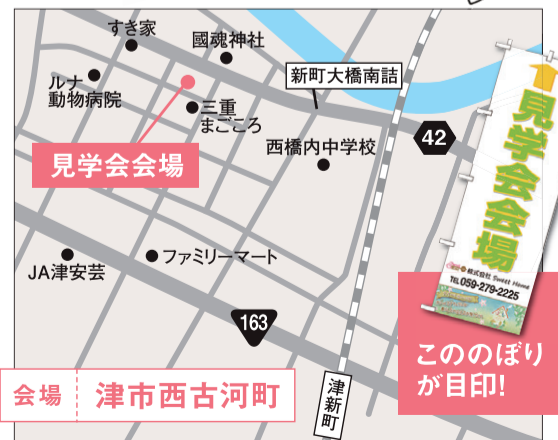 すき家
國魂神社
ルナ
動物病院
新町大橋南詰
三重
まごころ
西橋内中学校
42
見学会会場
見学会会場
株式会社 Sweet Home
TEL 059-279-2225
JA津安芸
ファミリーマート
163
こののぼり
が目印!
会場
津市西古河町
津新町